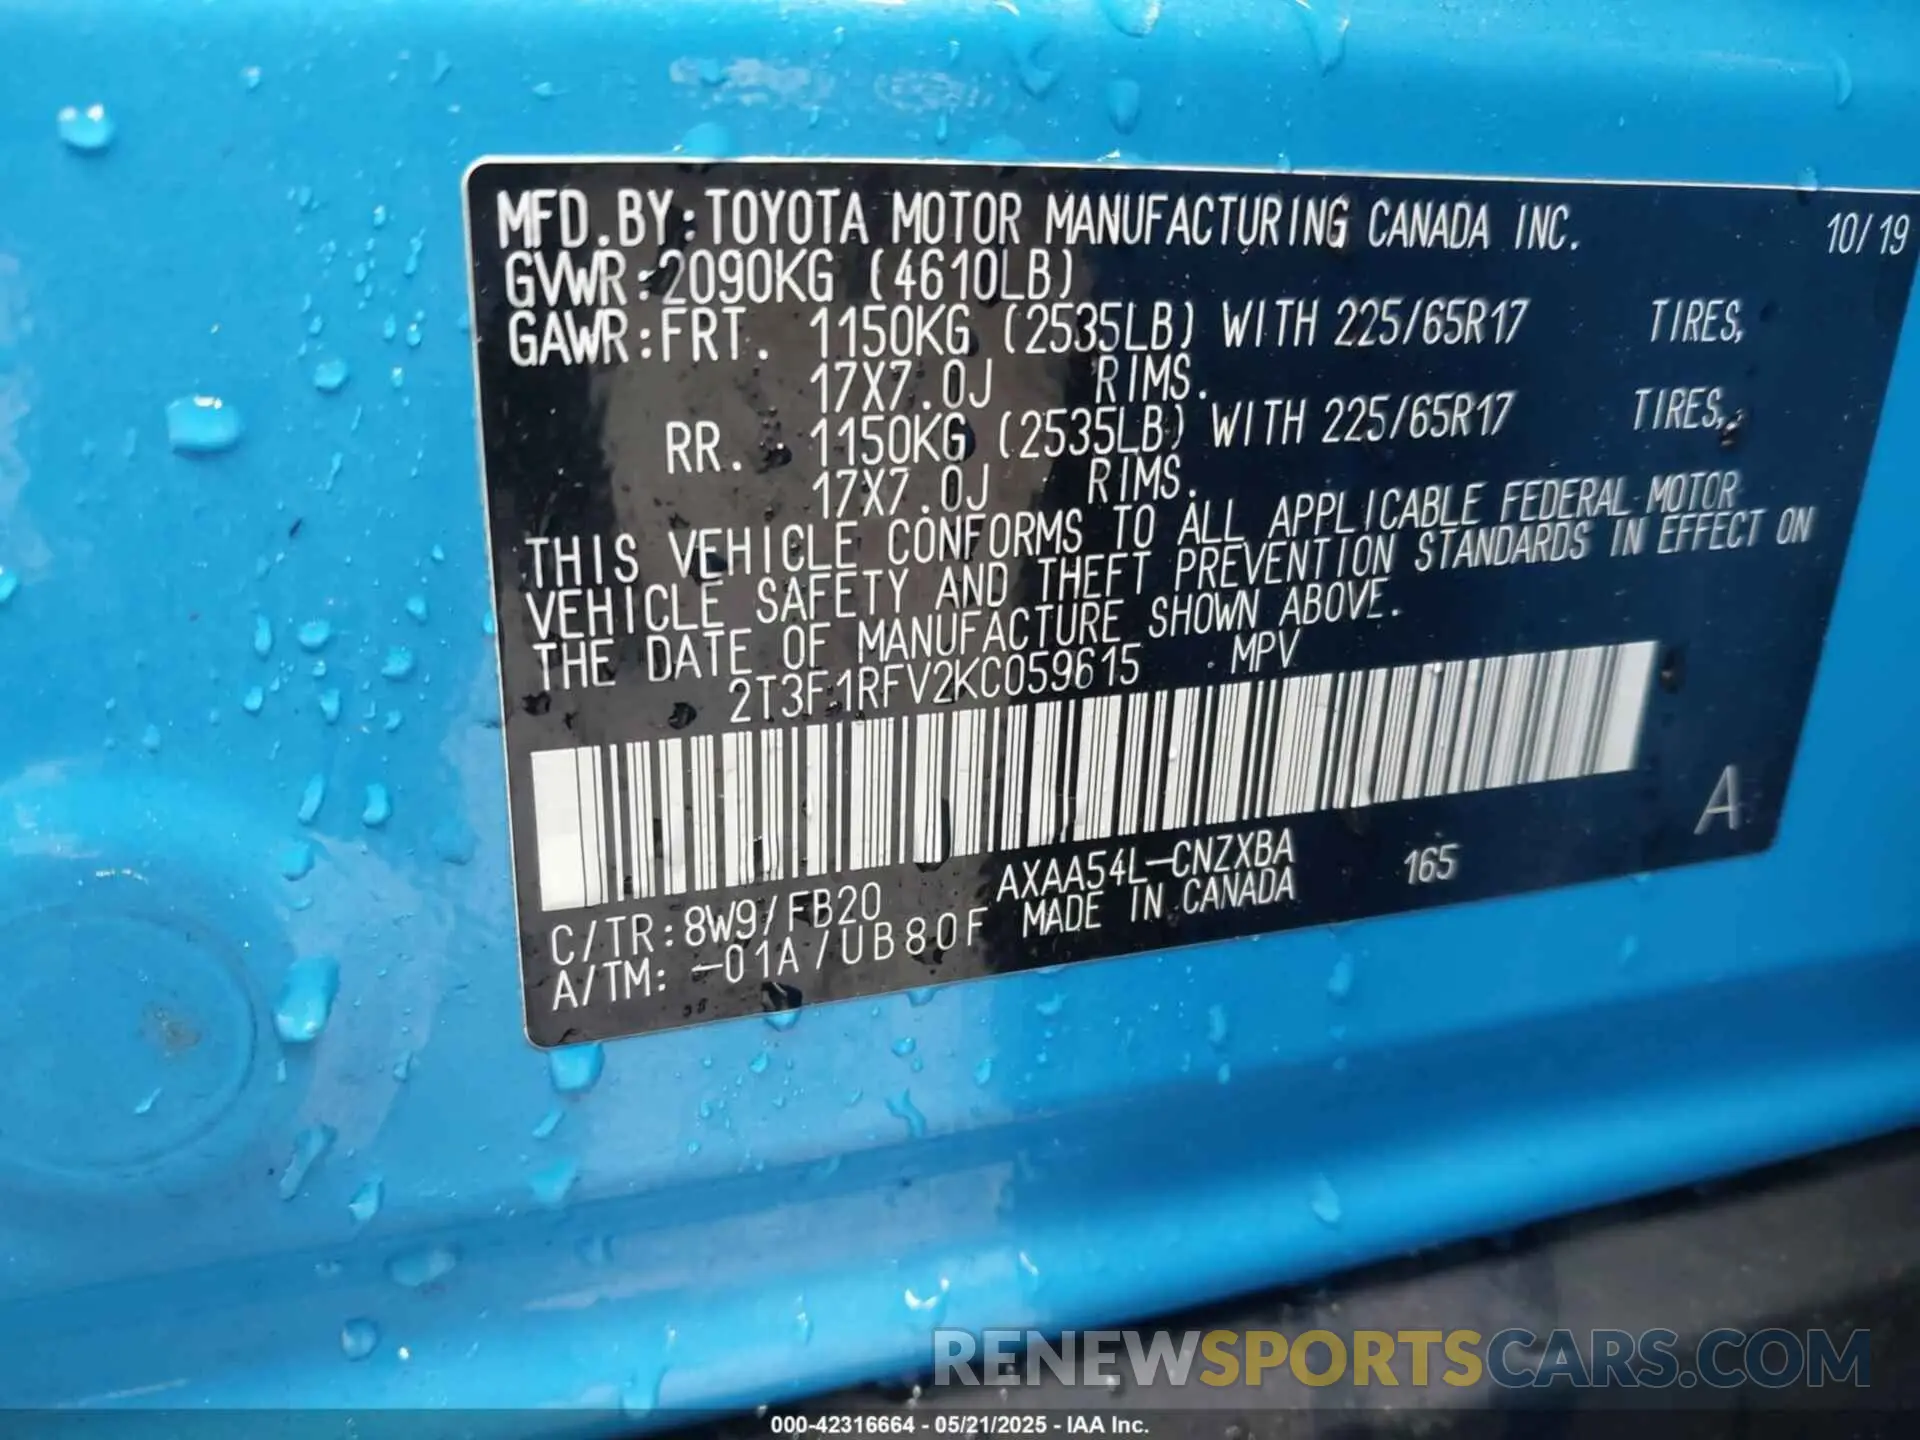 MFD.BY:TOYOTA MOTOR MANUFACTURING CANADA INC. 10/19
GVWR:2090KG (4610LB)
GAWR:FRT. 1150KG (2535LB) WITH 225/65R17 TIRES,
17X7.0J RIMS.
RR. 1150KG (2535LB) WITH 225/65R17 TIRES,
17X7.0J RIMS.
THIS VEHICLE CONFORMS TO ALL APPLICABLE FEDERAL MOTOR
VEHICLE SAFETY AND THEFT PREVENTION STANDARDS IN EFFECT ON
THE DATE OF MANUFACTURE SHOWN ABOVE.
2T3F1RFV2KC059615 MPV
A
AXAA54L-CNZXBA 165
C/TR:8W9/FB20 MADE IN CANADA
A/TM: -01A/UB80F
RENEWSPORTSCARS.COM
000-42316664 - 05/21/2025 - IAA Inc.